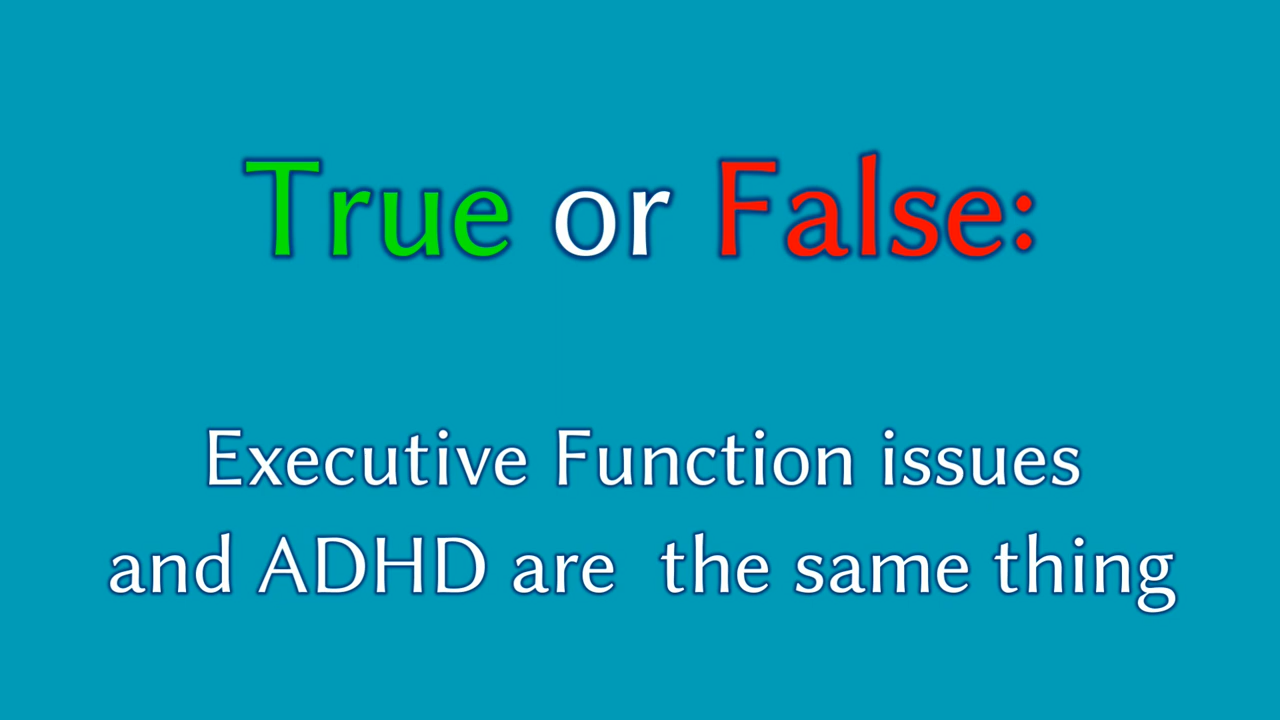 True or False:
Executive Function issues
and ADHD are  the same thing